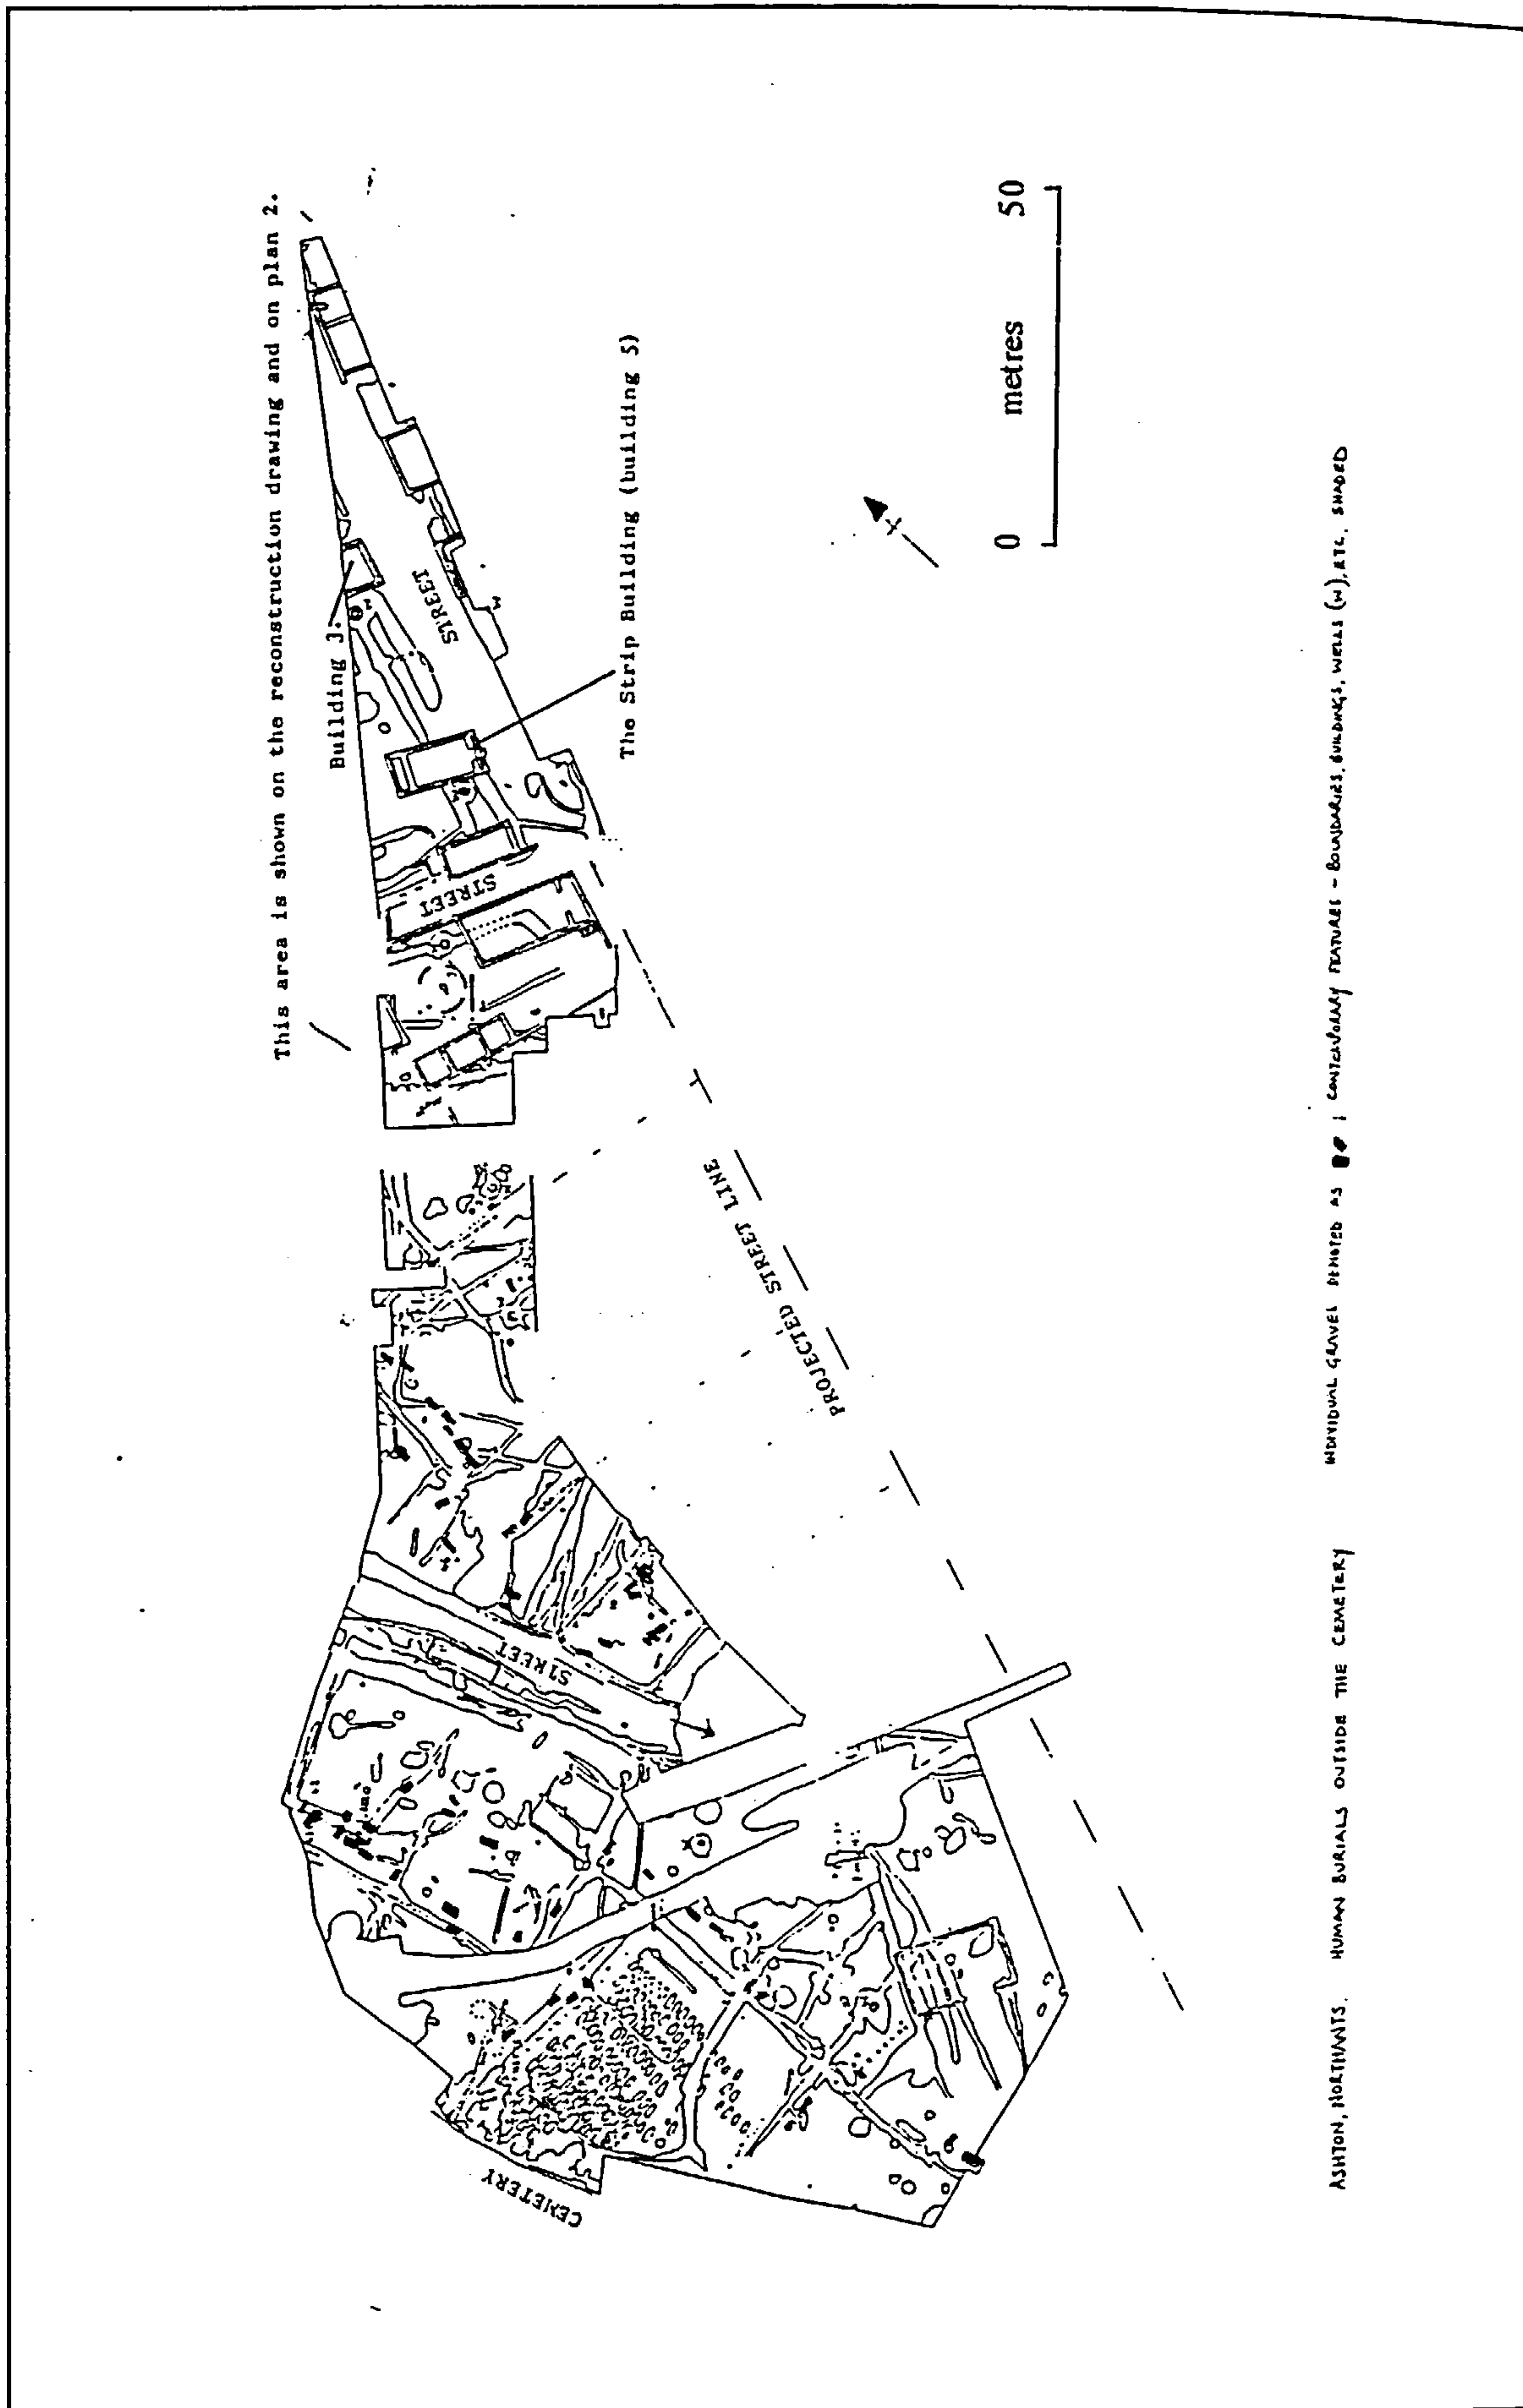 This area is shown on the reconstruction drawing and on plan 2.
Building 3.
STREET
The Strip Building (building 5)
STREET
0 metres 50
PROJECTED STREET LINE
STREET
CEMETERY
W
W
ASHTON, NORTHANTS. HUMAN BURIALS OUTSIDE THE CEMETERY INDIVIDUAL GRAVEL DENOTED AS ; CONTEMPORARY FEATURES - BOUNDARIES, BUILDINGS, WELLS (W), ETC. SHADED